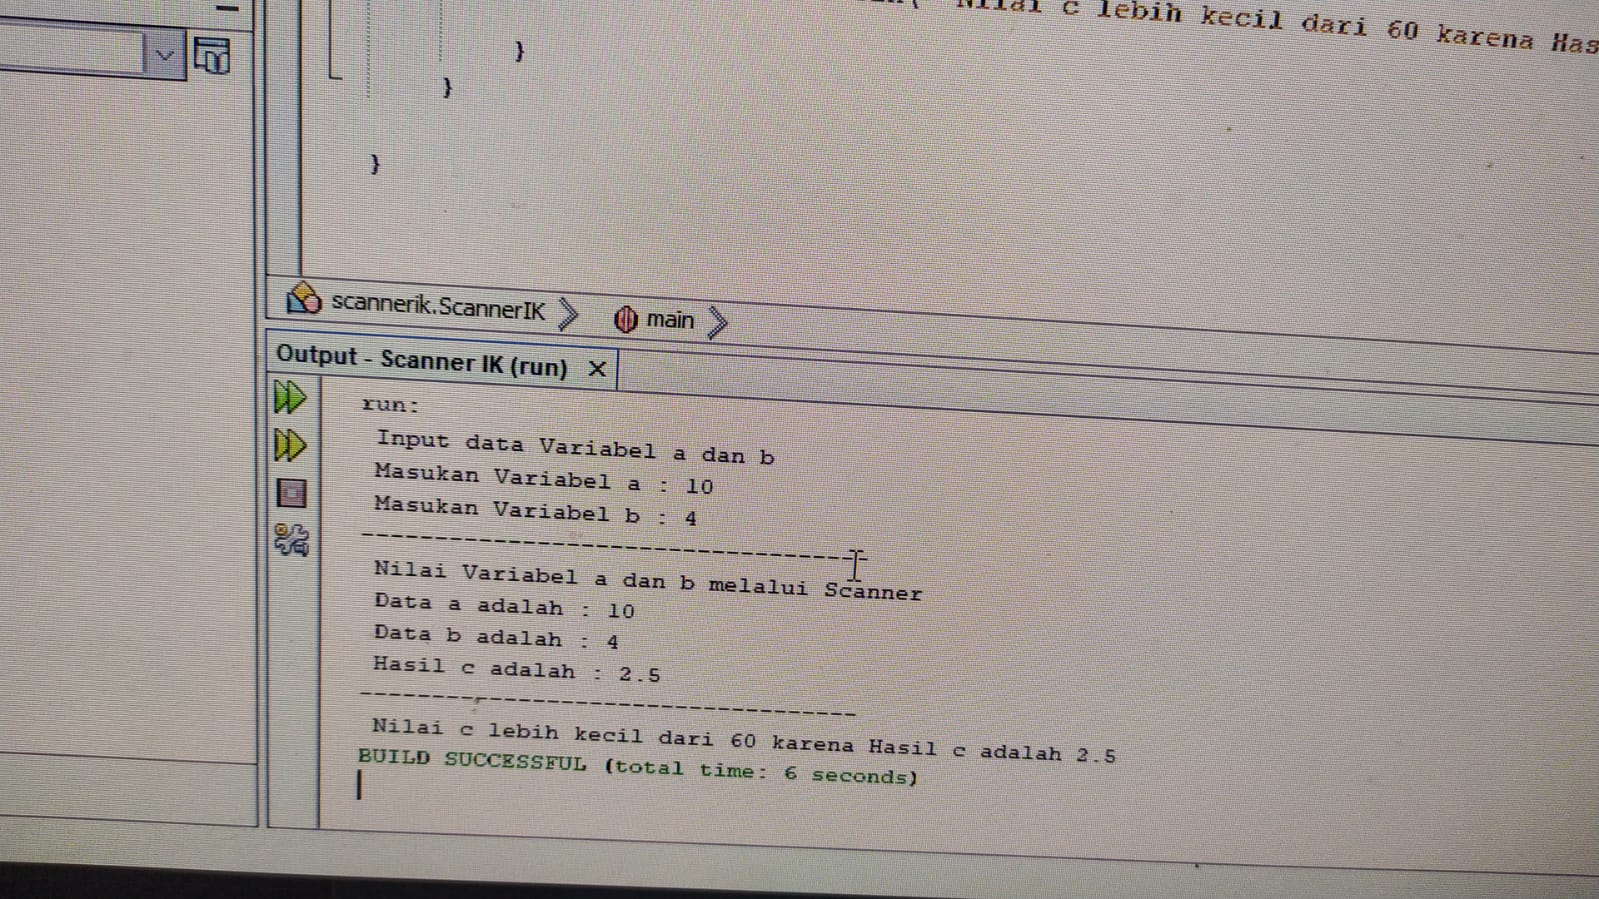 Nilai c lebih kecil dari 60 karena Has
}
}
}
scannerik.ScannerIK
main
Output - Scanner IK (run)
run:
Input data Variabel a dan b
Masukan Variabel a : 10
Masukan Variabel b : 4
-----------------------------------
Nilai Variabel a dan b melalui Scanner
Data a adalah : 10
Data b adalah : 4
Hasil c adalah : 2.5
-----------------------------------
Nilai c lebih kecil dari 60 karena Hasil c adalah 2.5
BUILD SUCCESSFUL (total time: 6 seconds)